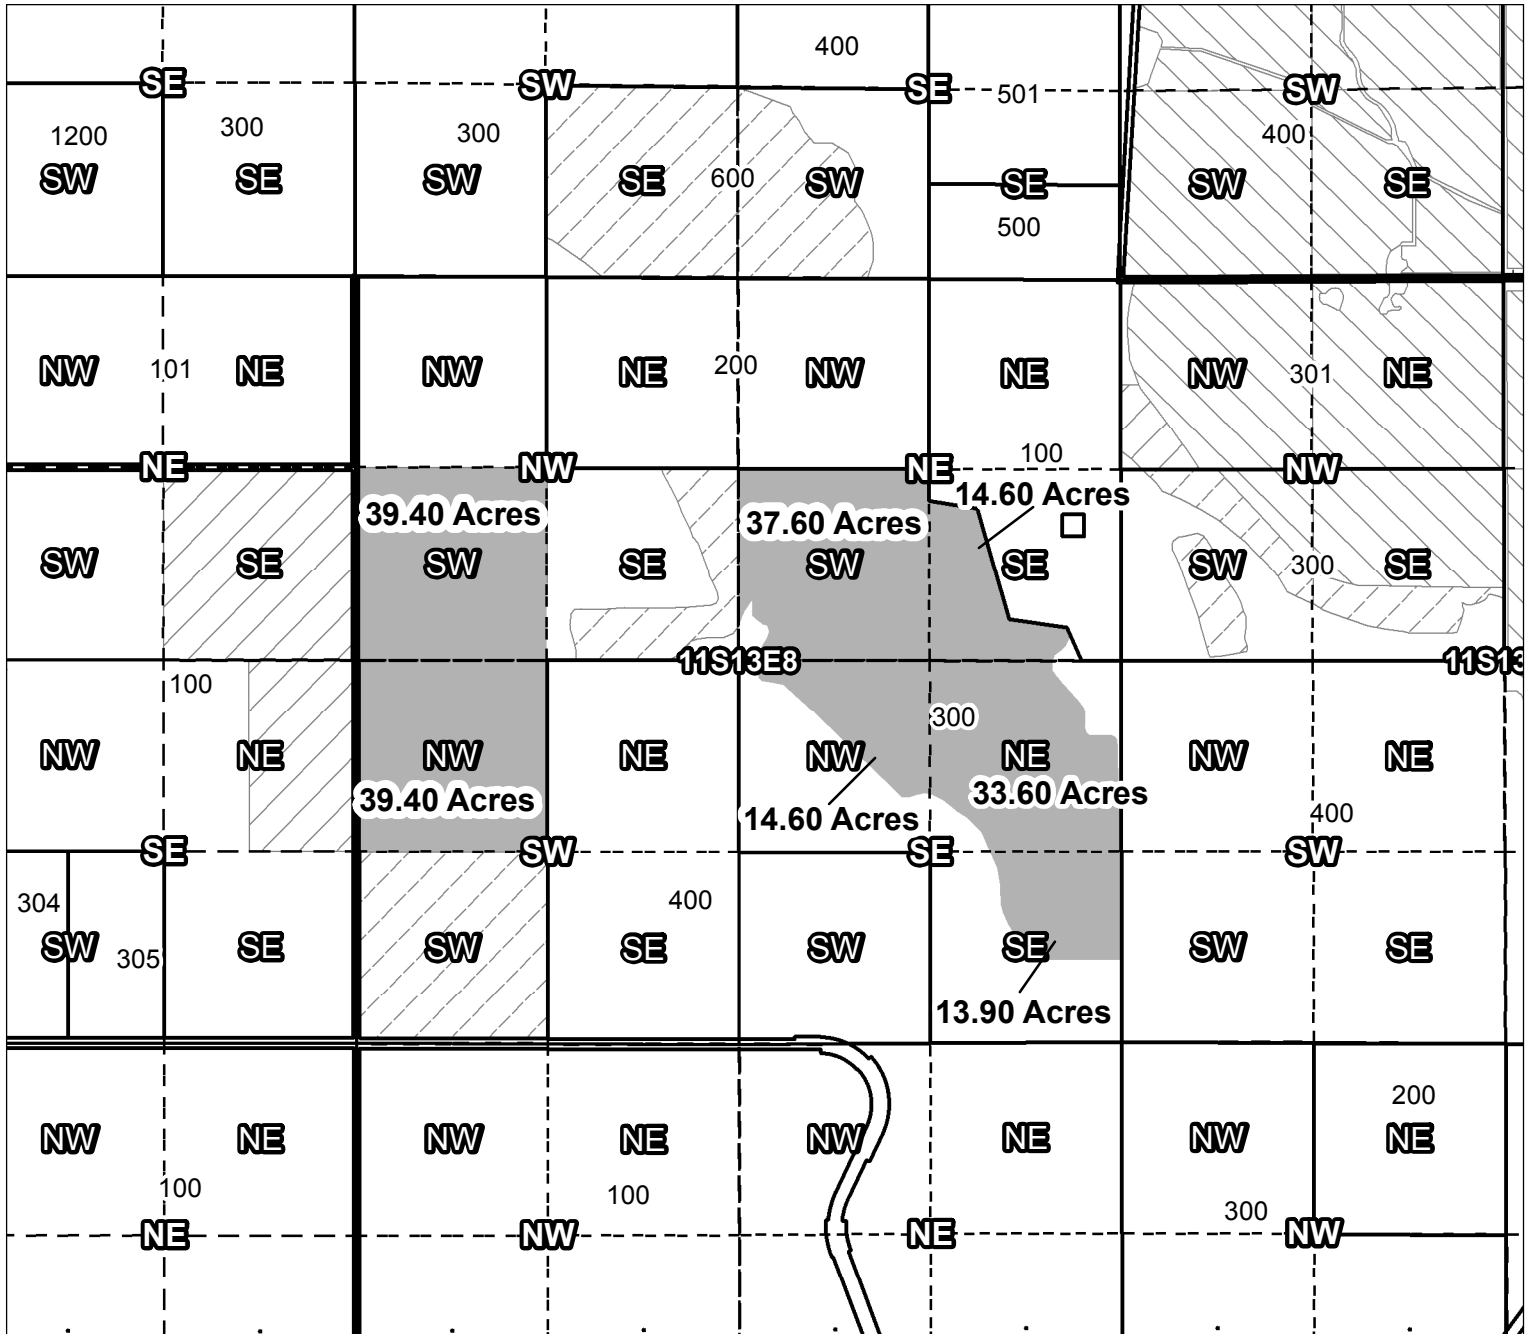 400
SE SW SE 501 SW
1200 300 300 400
SW SE SW SE 600 SW SE SW SE
500
NW 101 NE NW NE 200 NW NE NW 301 NE
NE NW NE 100 NW
39.40 Acres 37.60 Acres 14.60 Acres
SW SE SW SE SW SE SW 300 SE
11S13E8 11S13
100 300
NW NE NW NE NW NE NW NE
39.40 Acres 14.60 Acres 33.60 Acres 400
SE SW SE SW
304 400
SW 305 SE SW SE SW SE SW SE
13.90 Acres
200
NW NE NW NE NW NE NW NE
100 100 300
NE NW NE NW